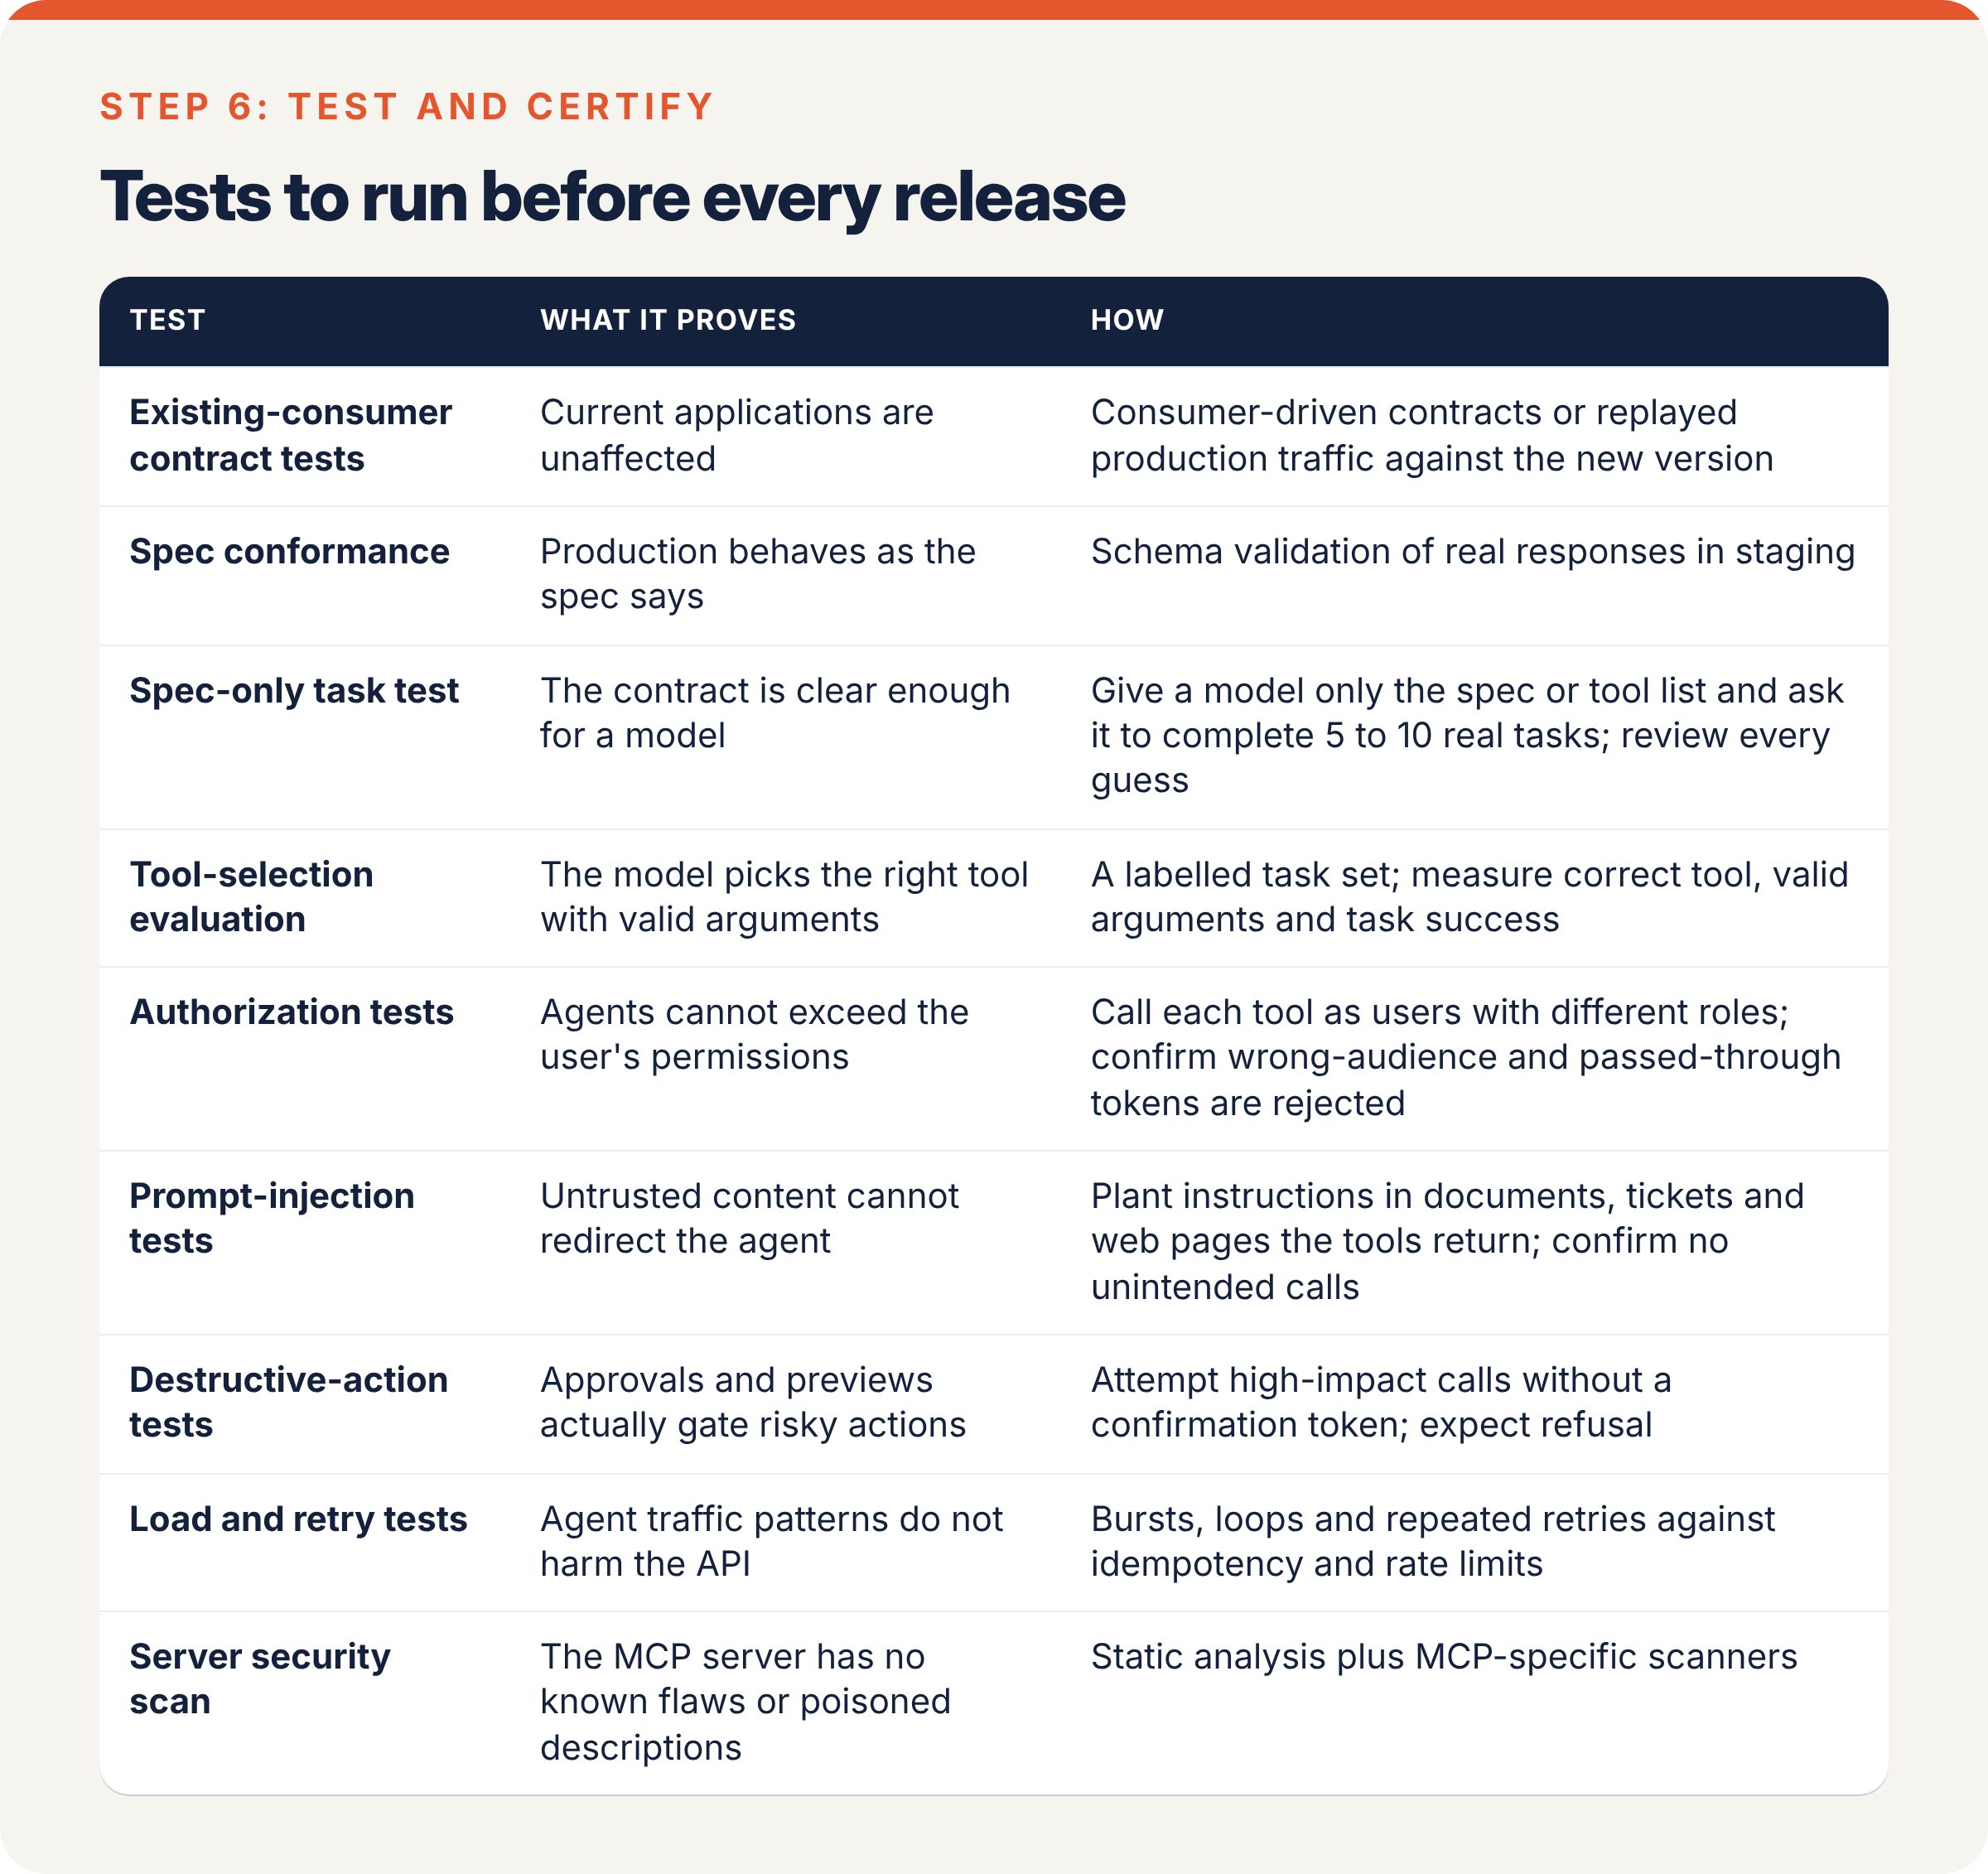 STEP 6: TEST AND CERTIFY
Tests to run before every release
TEST
WHAT IT PROVES
HOW
Existing-consumer
contract tests
Current applications are
unaffected
Consumer-driven contracts or replayed
production traffic against the new version
Spec conformance
Production behaves as the
spec says
Schema validation of real responses in staging
Spec-only task test
The contract is clear enough
for a model
Give a model only the spec or tool list and ask
it to complete 5 to 10 real tasks; review every
guess
Tool-selection
evaluation
The model picks the right tool
with valid arguments
A labelled task set; measure correct tool, valid
arguments and task success
Authorization tests
Agents cannot exceed the
user's permissions
Call each tool as users with different roles;
confirm wrong-audience and passed-through
tokens are rejected
Prompt-injection
tests
Untrusted content cannot
redirect the agent
Plant instructions in documents, tickets and
web pages the tools return; confirm no
unintended calls
Destructive-action
tests
Approvals and previews
actually gate risky actions
Attempt high-impact calls without a
confirmation token; expect refusal
Load and retry tests
Agent traffic patterns do not
harm the API
Bursts, loops and repeated retries against
idempotency and rate limits
Server security
scan
The MCP server has no
known flaws or poisoned
descriptions
Static analysis plus MCP-specific scanners